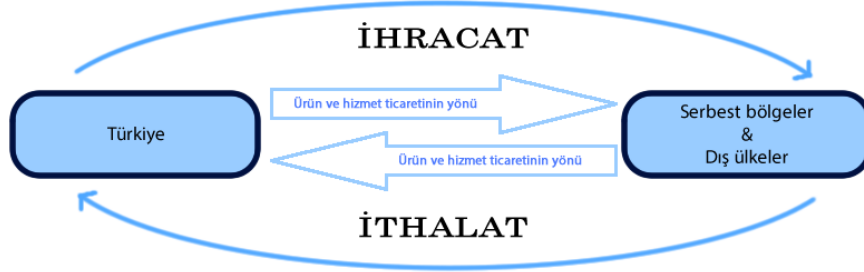 İHRACAT
Ürün ve hizmet ticaretinin yönü
Türkiye
Serbest bölgeler
&
Dış ülkeler
Ürün ve hizmet ticaretinin yönü
İTHALAT